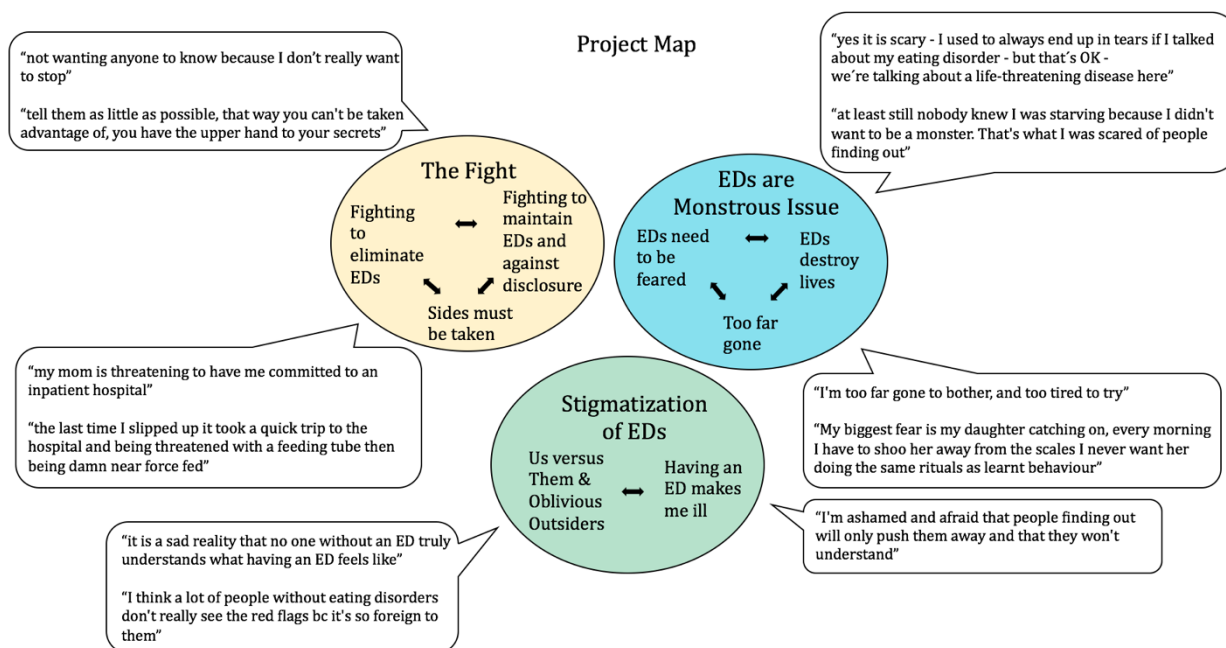 Project Map
“not wanting anyone to know because I don’t really want
to stop”
“tell them as little as possible, that way you can't be taken
advantage of, you have the upper hand to your secrets”
“yes it is scary - I used to always end up in tears if I talked
about my eating disorder - but that´s OK -
we´re talking about a life-threatening disease here”
“at least still nobody knew I was starving because I didn't
want to be a monster. That's what I was scared of people
finding out”
The Fight
Fighting
to
eliminate
EDs
Fighting to
maintain
EDs and
against
disclosure
Sides must
be taken
EDs are
Monstrous Issue
EDs need
to be
feared
EDs
destroy
lives
Too far
gone
“my mom is threatening to have me committed to an
inpatient hospital”
“the last time I slipped up it took a quick trip to the
hospital and being threatened with a feeding tube then
being damn near force fed”
“I'm too far gone to bother, and too tired to try”
“My biggest fear is my daughter catching on, every morning
I have to shoo her away from the scales I never want her
doing the same rituals as learnt behaviour”
Stigmatization
of EDs
Us versus
Them &
Oblivious
Outsiders
Having an
ED makes
me ill
“I'm ashamed and afraid that people finding out
will only push them away and that they won't
understand”
“it is a sad reality that no one without an ED truly
understands what having an ED feels like”
“I think a lot of people without eating disorders
don't really see the red flags bc it's so foreign to
them”